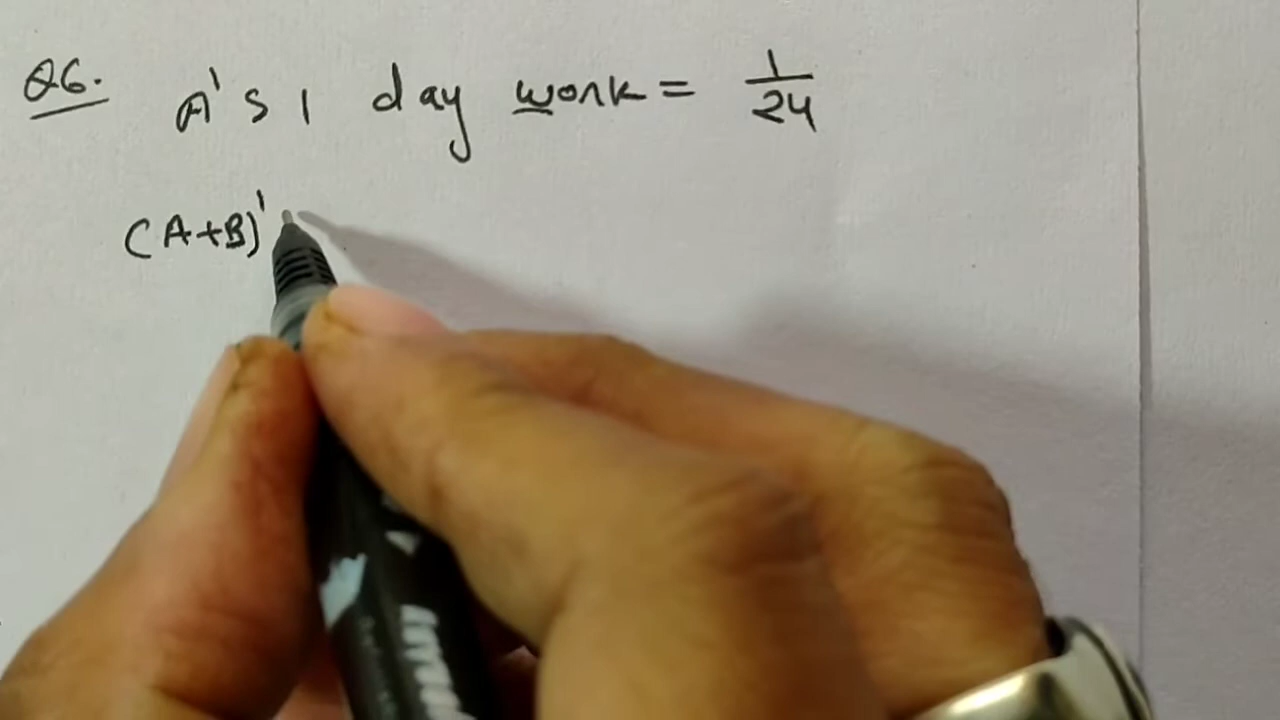 Q6. A's 1 day work = 1/24
(A+B)'